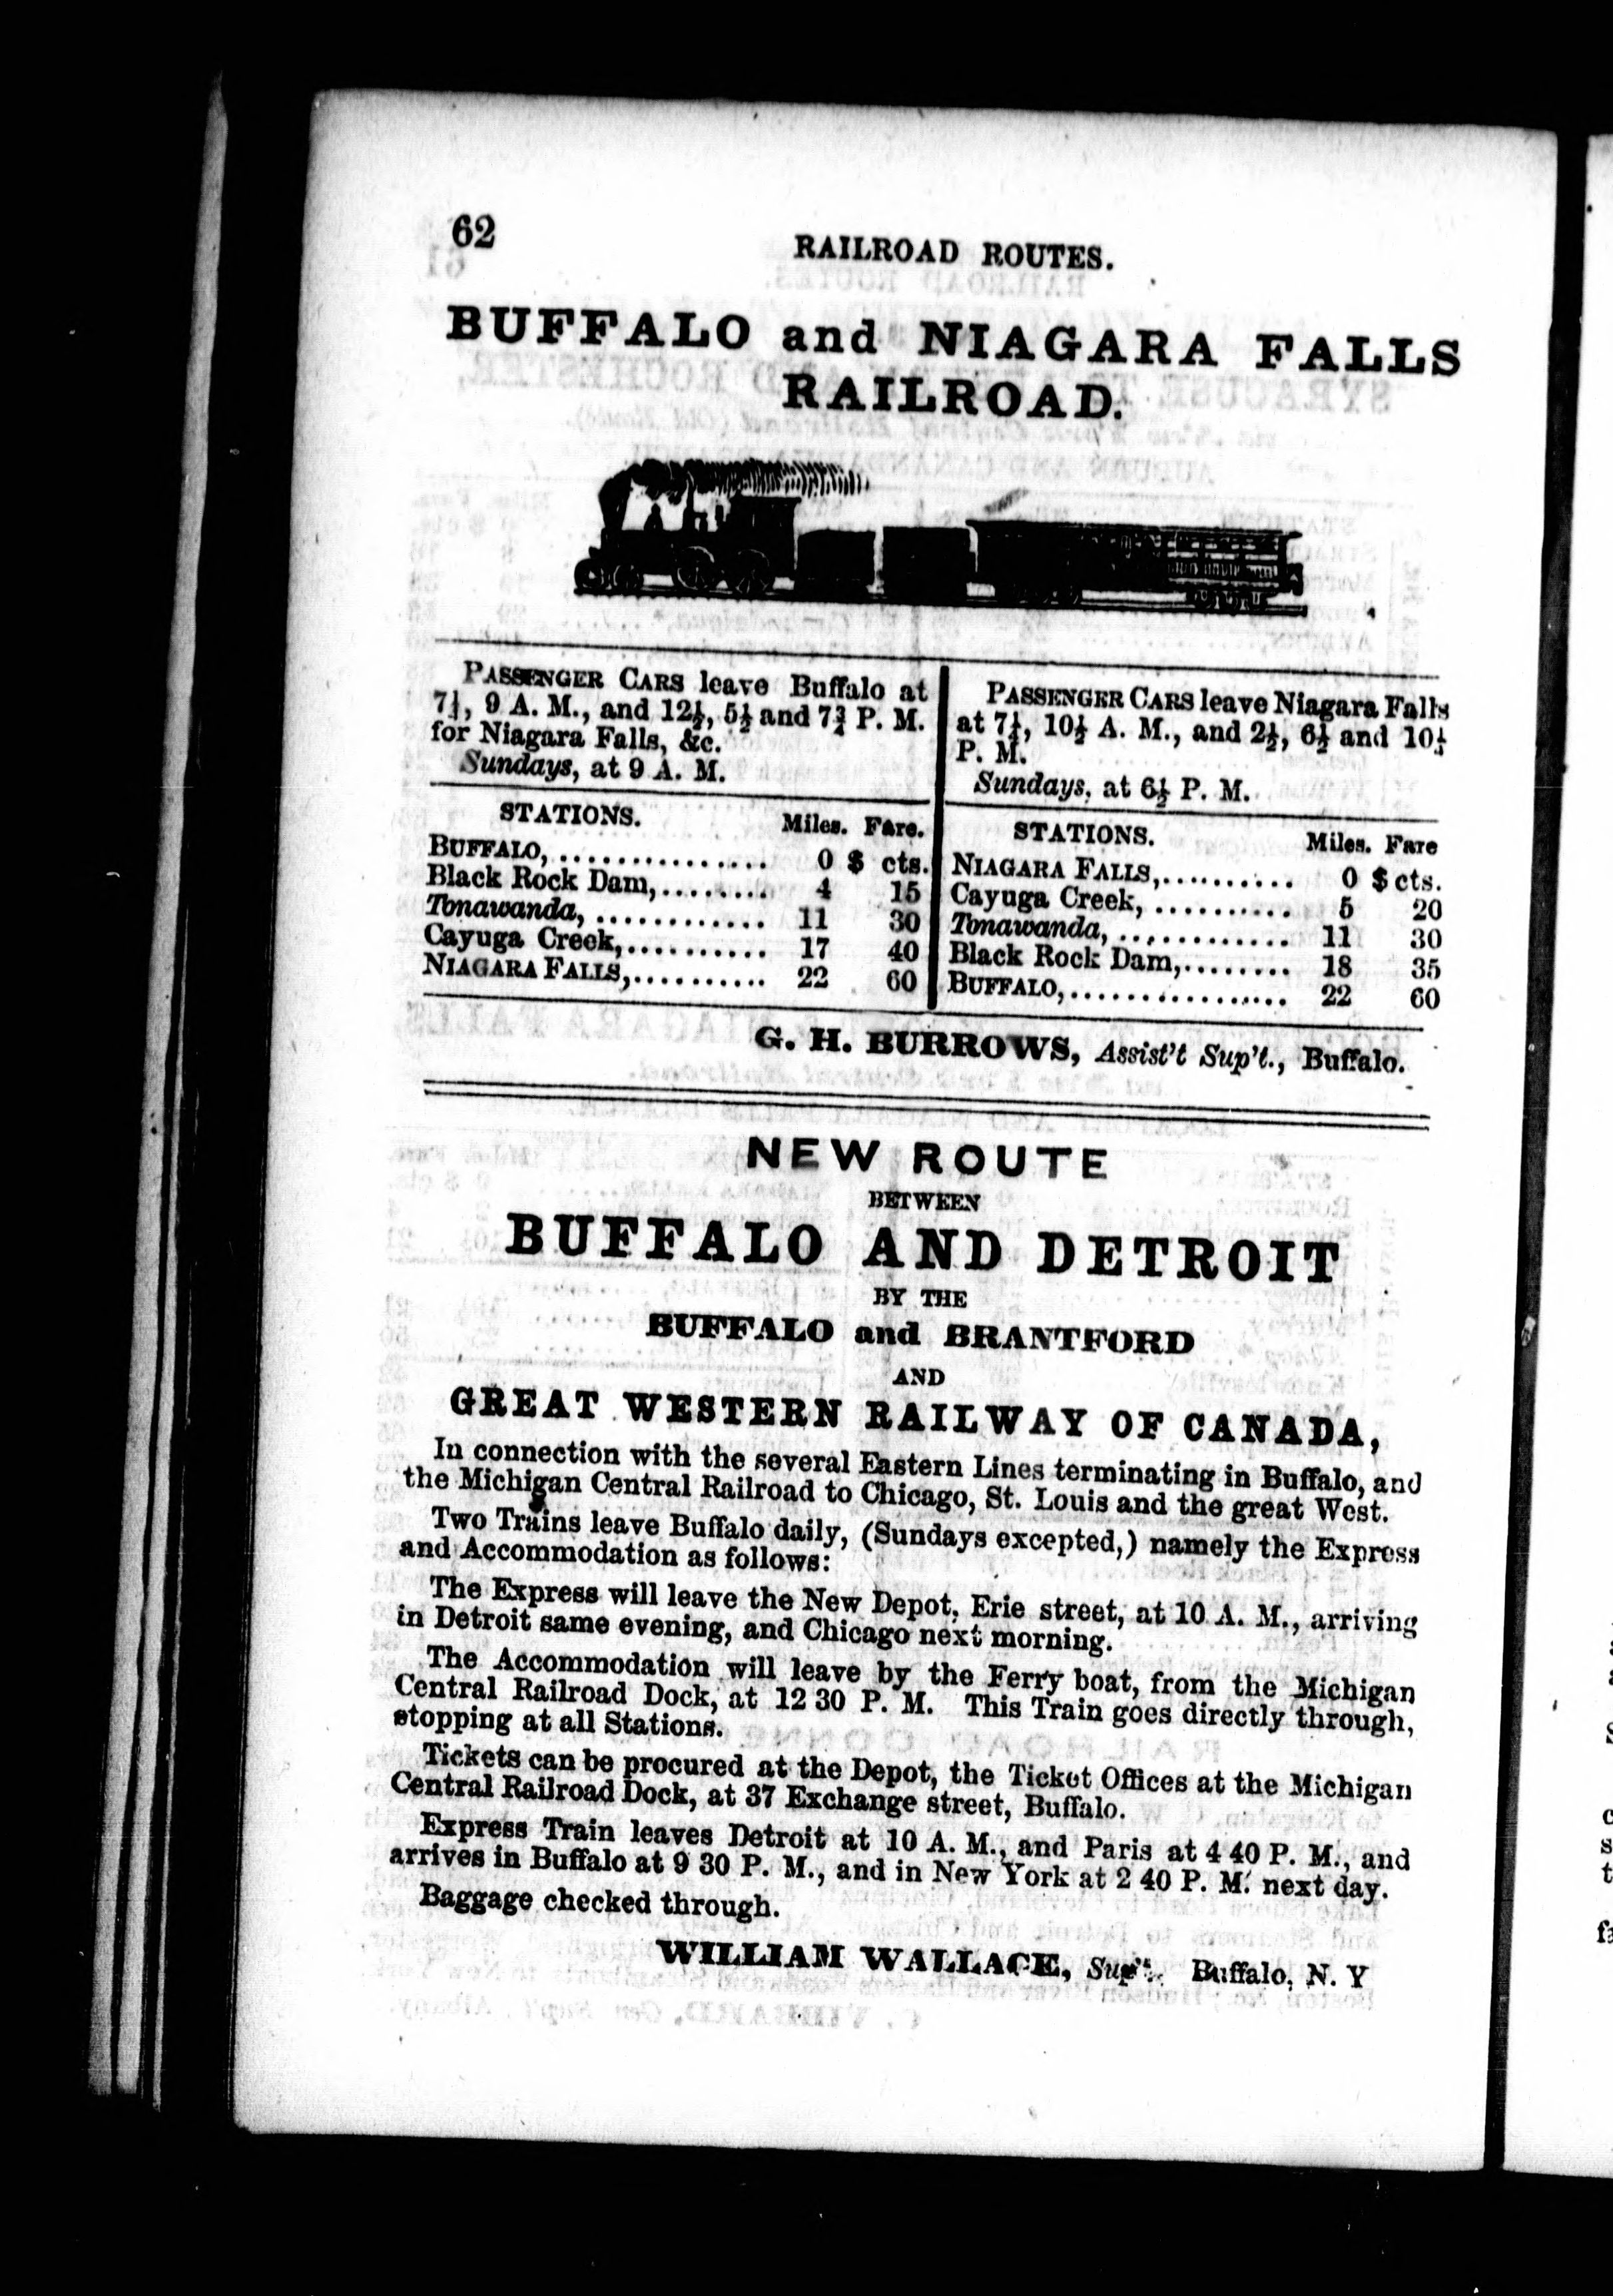 62
RAILROAD ROUTES.
BUFFALO and NIAGARA FALLS
RAILROAD.
PASSENGER CARS leave Buffalo at
7½, 9 A. M., and 12½, 5½ and 7¾ P. M.
for Niagara Falls, &c.
Sundays, at 9 A. M.
STATIONS. Miles. Fare.
BUFFALO, ................ 0 $ cts.
Black Rock Dam, ......... 4 15
Tonawanda, ............. 11 30
Cayuga Creek, ........... 17 40
NIAGARA FALLS, .......... 22 60
PASSENGER CARS leave Niagara Falls
at 7½, 10½ A. M., and 2½, 6½ and 10½
P. M.
Sundays, at 6½ P. M.
STATIONS. Miles. Fare
NIAGARA FALLS, .......... 0 $ cts.
Cayuga Creek, .......... 5 20
Tonawanda, ............. 11 30
Black Rock Dam, ........ 18 35
BUFFALO, ................ 22 60
G. H. BURROWS, Assist't Sup't., Buffalo.
NEW ROUTE
BETWEEN
BUFFALO AND DETROIT
BY THE
BUFFALO and BRANTFORD
AND
GREAT WESTERN RAILWAY OF CANADA,
In connection with the several Eastern Lines terminating in Buffalo, and
the Michigan Central Railroad to Chicago, St. Louis and the great West.
Two Trains leave Buffalo daily, (Sundays excepted,) namely the Express
and Accommodation as follows:
The Express will leave the New Depot, Erie street, at 10 A. M., arriving
in Detroit same evening, and Chicago next morning.
The Accommodation will leave by the Ferry boat, from the Michigan
Central Railroad Dock, at 12 30 P. M. This Train goes directly through,
stopping at all Stations.
Tickets can be procured at the Depot, the Ticket Offices at the Michigan
Central Railroad Dock, at 37 Exchange street, Buffalo.
Express Train leaves Detroit at 10 A. M., and Paris at 4 40 P. M., and
arrives in Buffalo at 9 30 P. M., and in New York at 2 40 P. M. next day.
Baggage checked through.
WILLIAM WALLACE, Sup't. Buffalo, N. Y